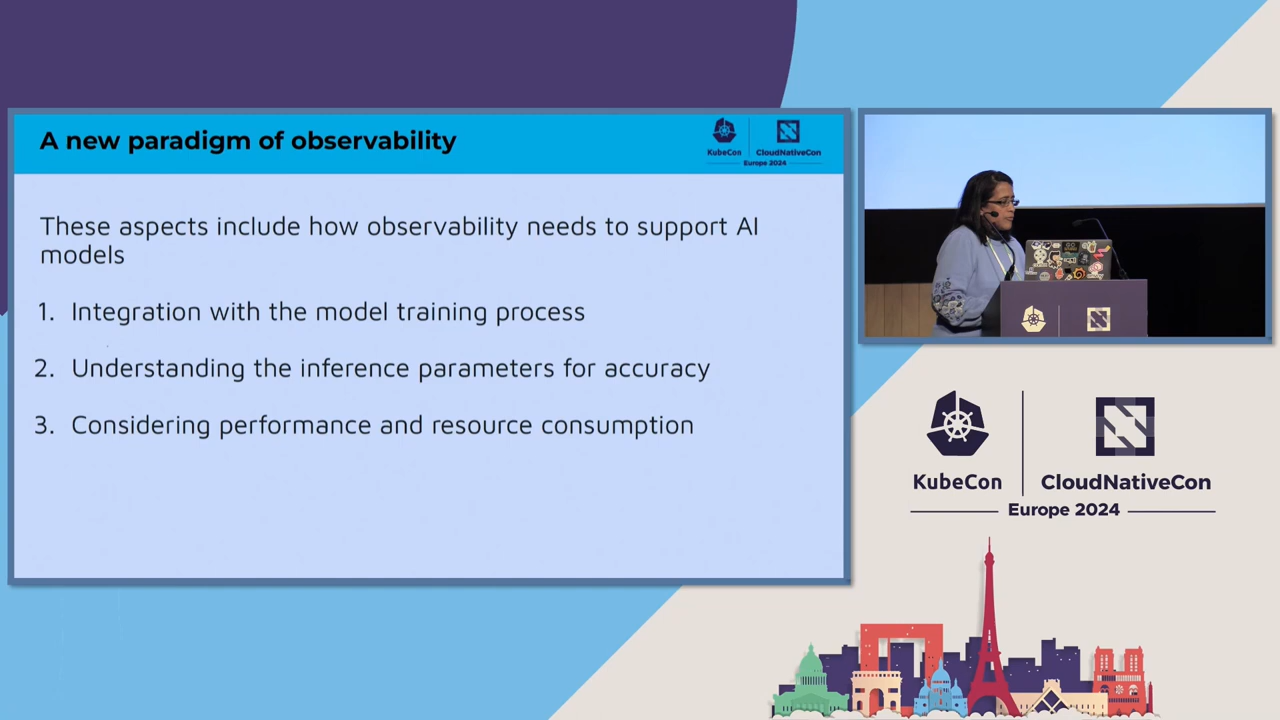 A new paradigm of observability
KubeCon
CloudNativeCon
Europe 2024
These aspects include how observability needs to support AI
models
1. Integration with the model training process
2. Understanding the inference parameters for accuracy
3. Considering performance and resource consumption
KubeCon
CloudNativeCon
Europe 2024